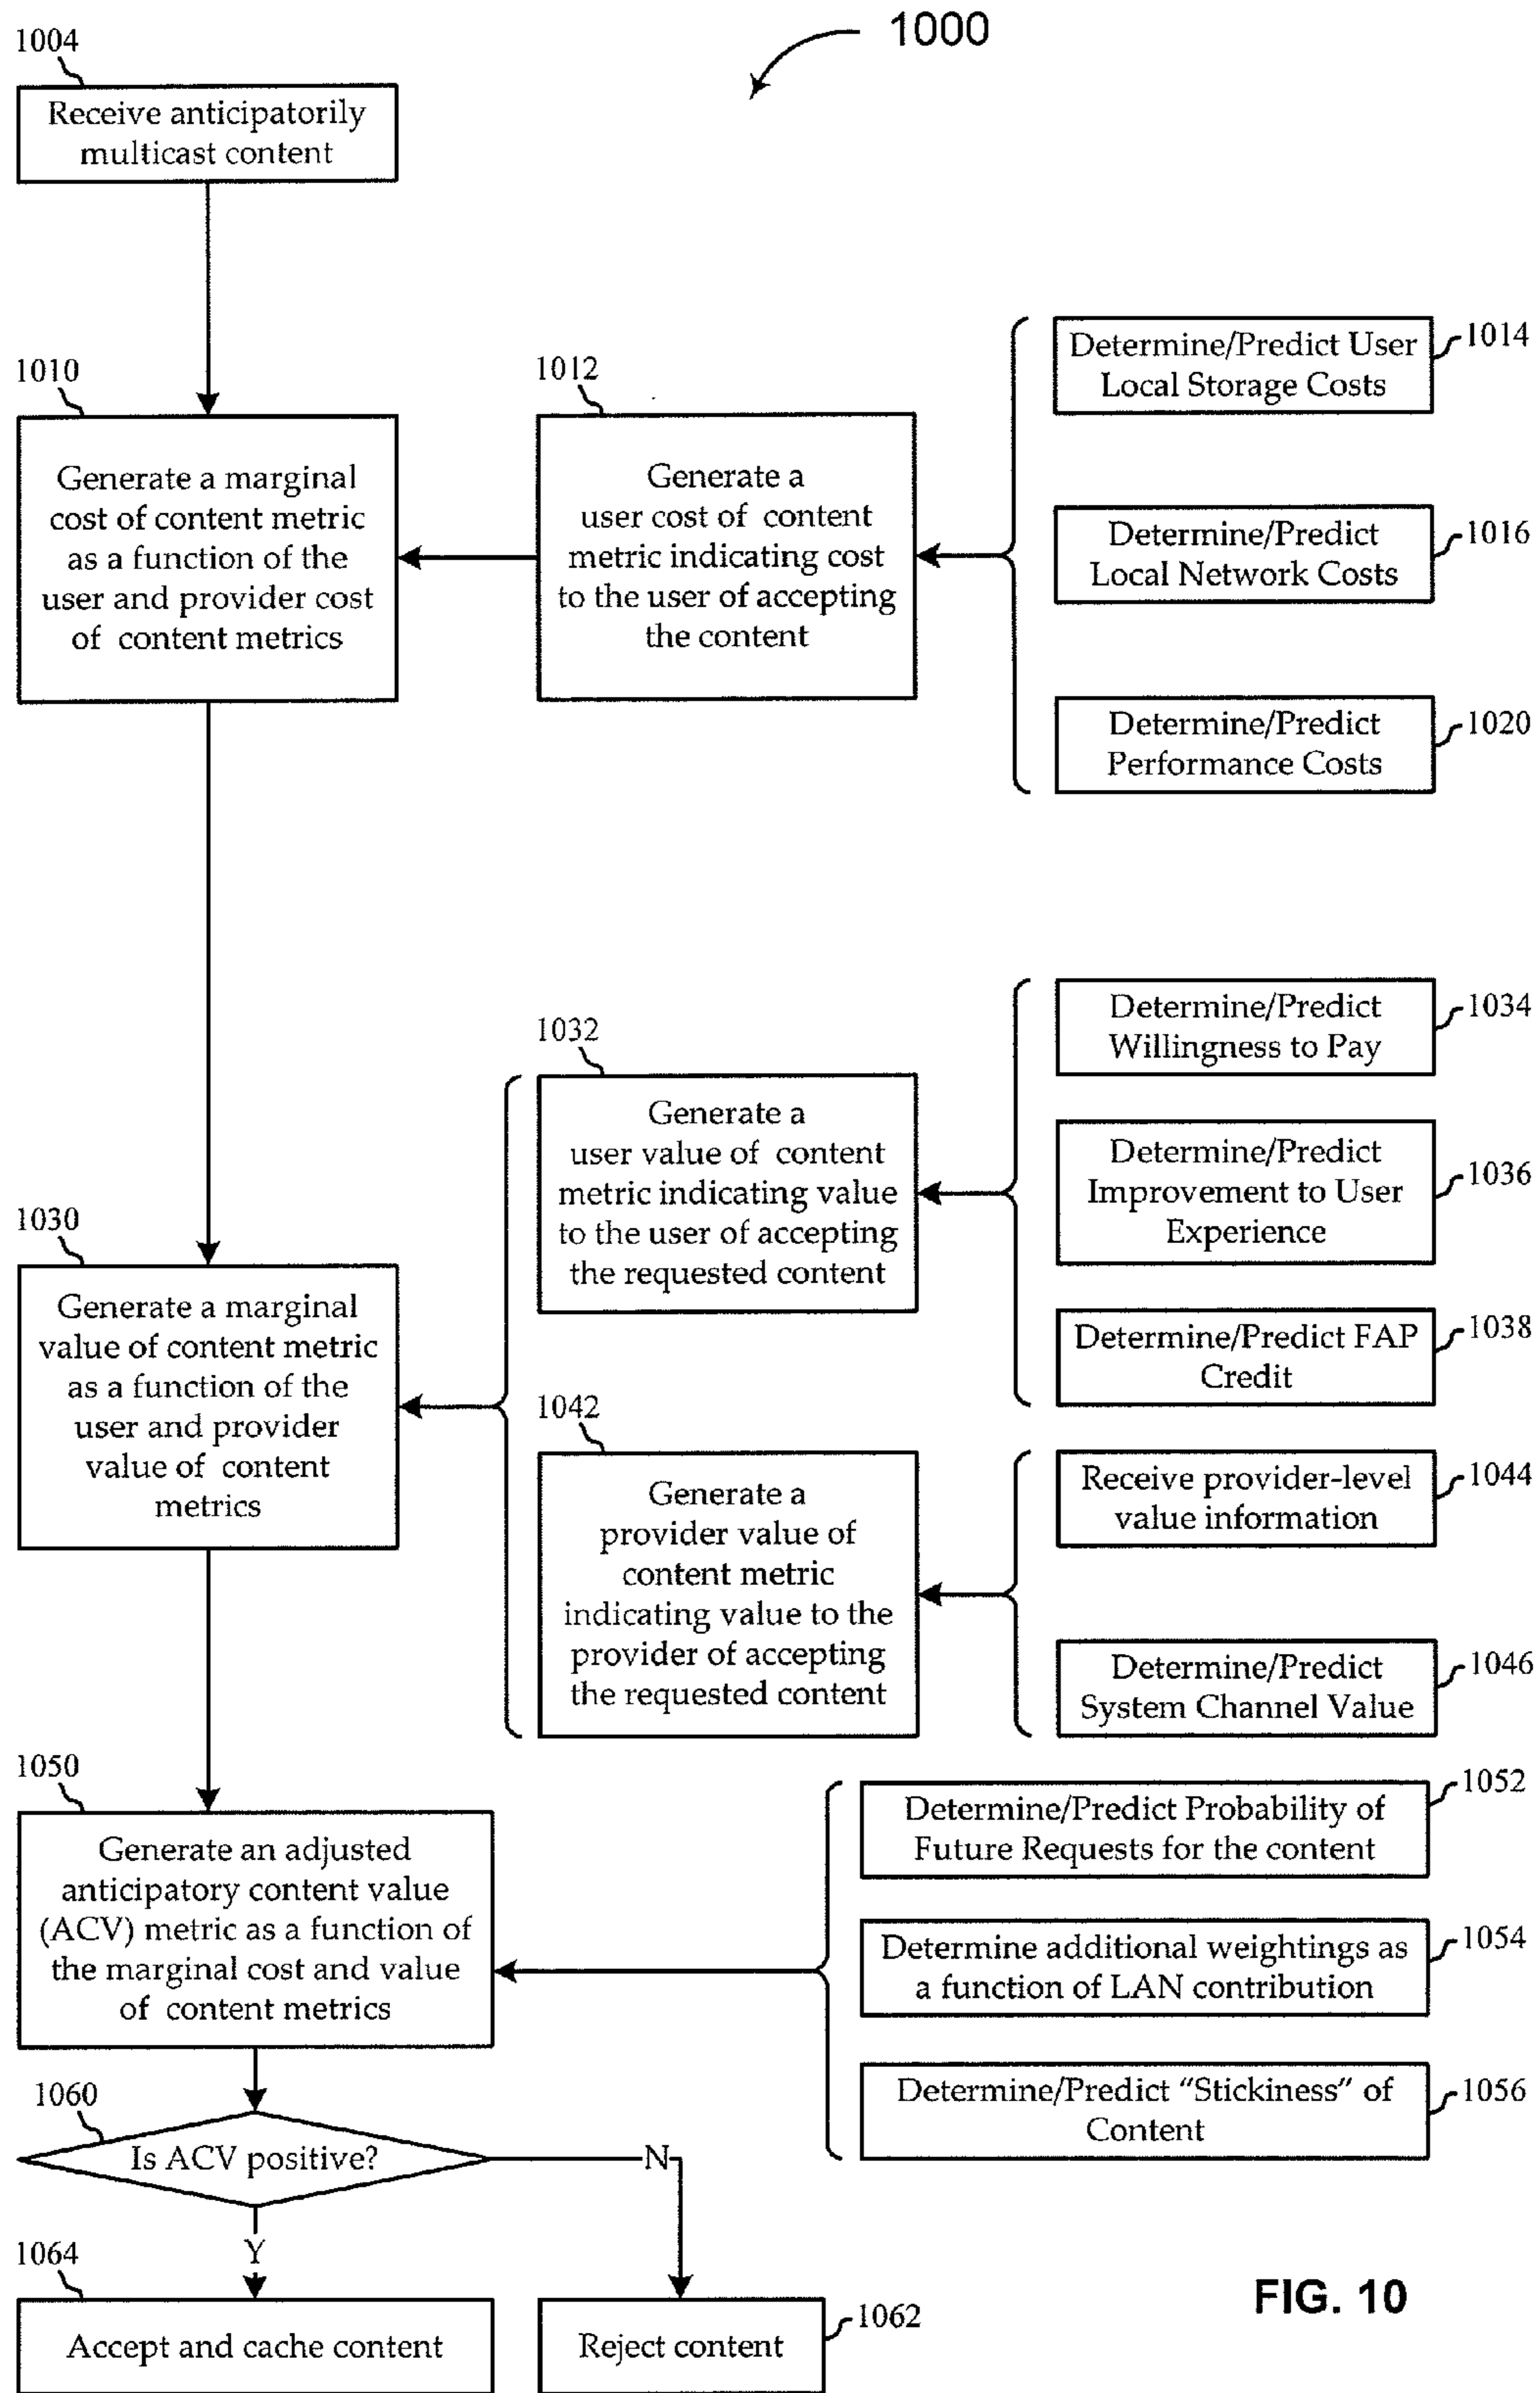 1000
1004
Receive anticipatorily
multicast content
1010
Generate a marginal
cost of content metric
as a function of the
user and provider cost
of content metrics
1012
Generate a
user cost of content
metric indicating cost
to the user of accepting
the content
Determine/Predict User
Local Storage Costs
1014
Determine/Predict
Local Network Costs
1016
Determine/Predict
Performance Costs
1020
1030
Generate a marginal
value of content metric
as a function of the
user and provider
value of content
metrics
1032
Generate a
user value of content
metric indicating value
to the user of accepting
the requested content
Determine/Predict
Willingness to Pay
1034
Determine/Predict
Improvement to User
Experience
1036
Determine/Predict FAP
Credit
1038
1042
Generate a
provider value of
content metric
indicating value to the
provider of accepting
the requested content
Receive provider-level
value information
1044
Determine/Predict
System Channel Value
1046
1050
Generate an adjusted
anticipatory content value
(ACV) metric as a function of
the marginal cost and value
of content metrics
Determine/Predict Probability of
Future Requests for the content
1052
Determine additional weightings as
a function of LAN contribution
1054
Determine/Predict "Stickiness" of
Content
1056
1060
Is ACV positive?
N
Y
1064
Accept and cache content
Reject content
1062
FIG. 10